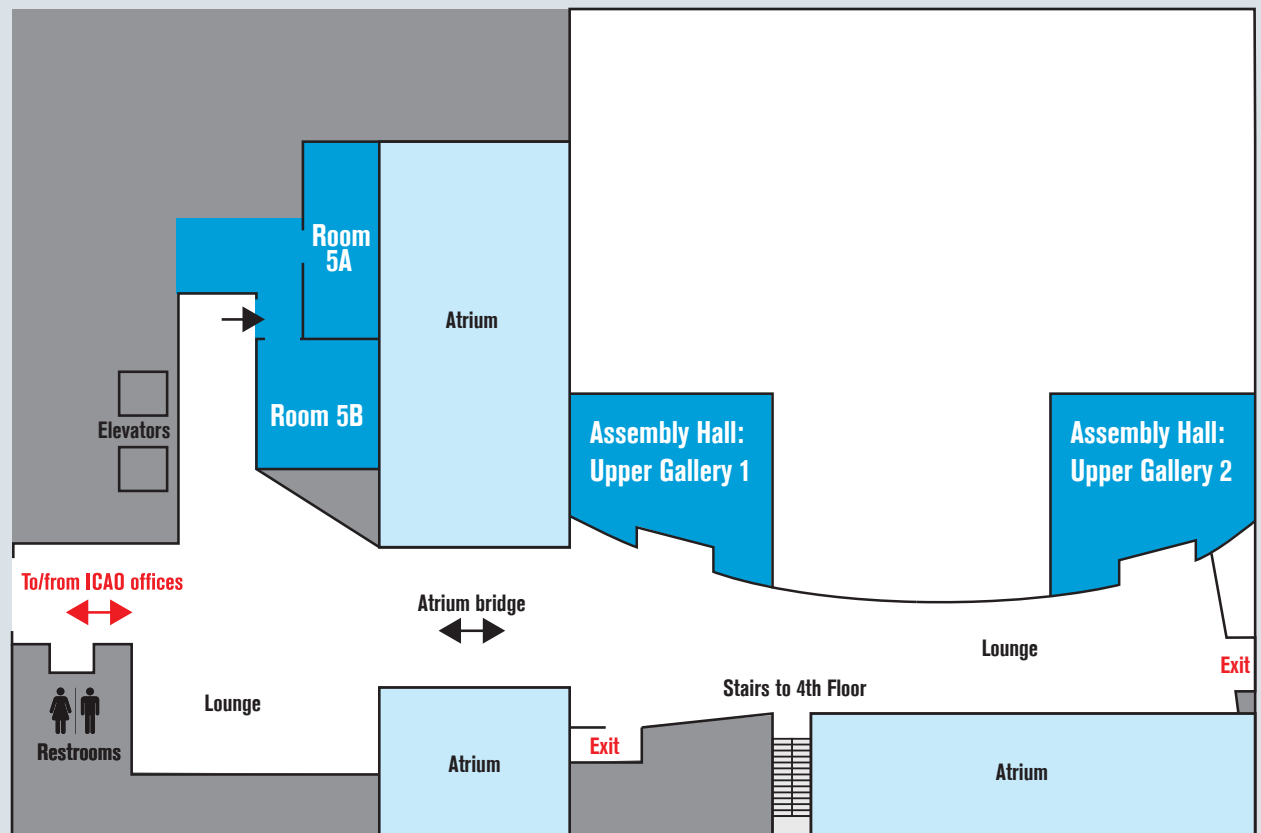 Room
5A
Atrium
Room 5B
Elevators
Assembly Hall:
Upper Gallery 1
Assembly Hall:
Upper Gallery 2
To/from ICAO offices
Atrium bridge
Lounge
Exit
Stairs to 4th Floor
Lounge
Restrooms
Exit
Atrium
Atrium